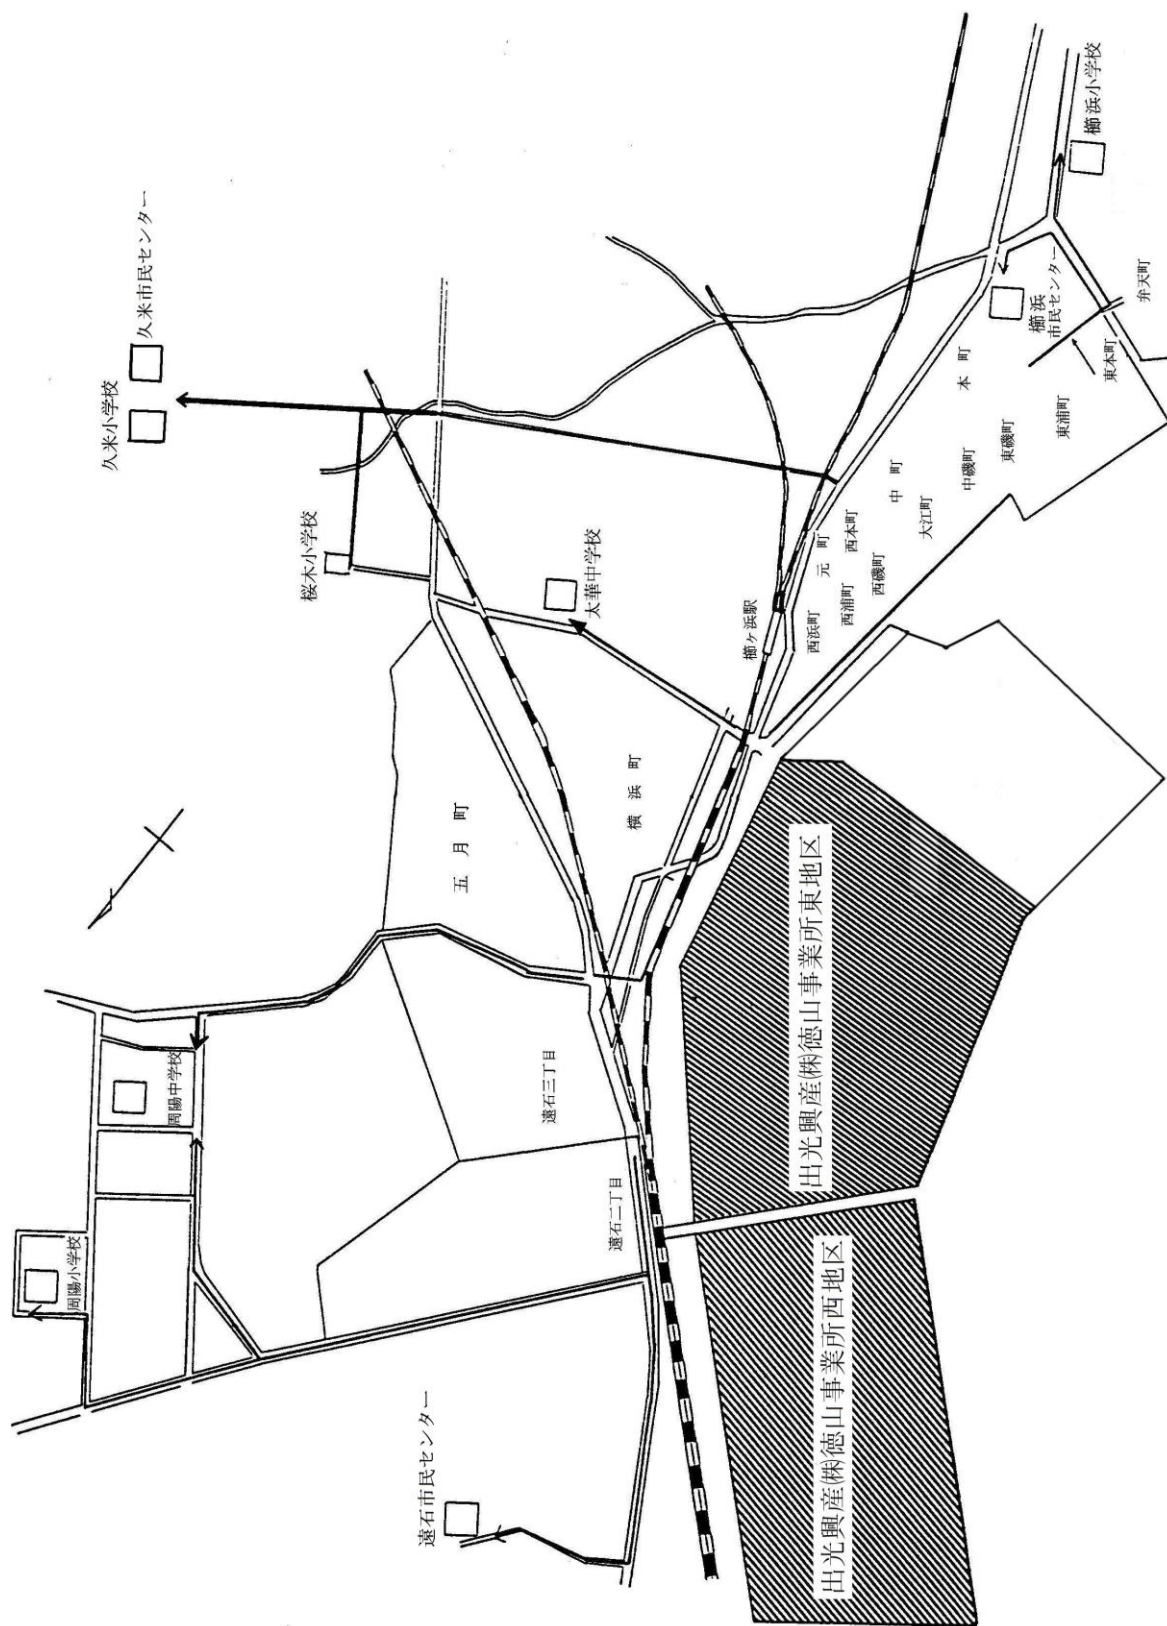 久米小学校
久米市民センター
桜木小学校
太華中学校
櫛浜小学校
櫛浜
市民センター
弁天町
東本町
東浦町
東磯町
中磯町
本町
中町
大江町
元町
西本町
西磯町
西浦町
西浜町
櫛ヶ浜駅
横浜町
五月町
周陽中学校
周陽小学校
遠石三丁目
遠石二丁目
遠石市民センター
出光興産㈱徳山事業所東地区
出光興産㈱徳山事業所西地区